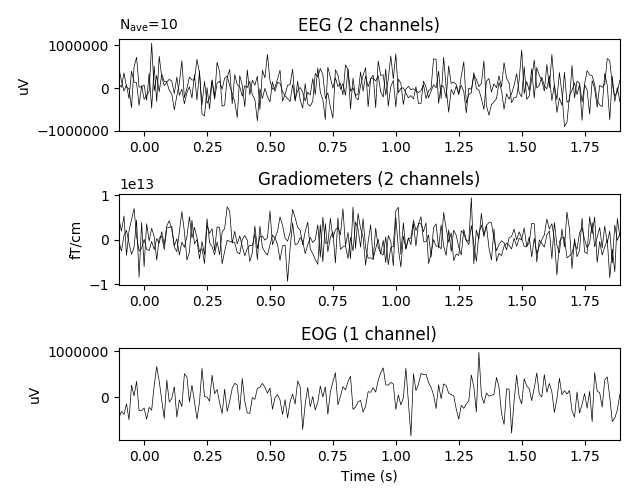 N_ave=10
EEG (2 channels)
1000000
0
−1000000
uV
0.00 0.25 0.50 0.75 1.00 1.25 1.50 1.75
1e13
Gradiometers (2 channels)
1
0
−1
fT/cm
0.00 0.25 0.50 0.75 1.00 1.25 1.50 1.75
EOG (1 channel)
1000000
0
uV
0.00 0.25 0.50 0.75 1.00 1.25 1.50 1.75
Time (s)